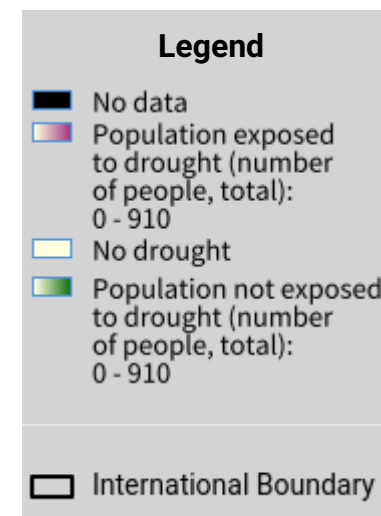 Legend
No data
Population exposed
to drought (number
of people, total):
0 - 910
No drought
Population not exposed
to drought (number
of people, total):
0 - 910
International Boundary